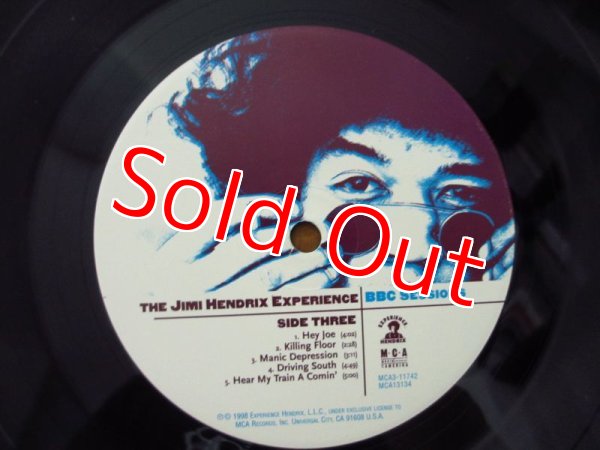 Sold Out
THE JIMI HENDRIX EXPERIENCE
BBC SESSIONS
SIDE THREE
1. Hey Joe (4:02)
2. Killing Floor (2:28)
3. Manic Depression (3:11)
4. Driving South (4:49)
5. Hear My Train A Comin' (5:00)
EXPERIENCE
HENDRIX
M·C·A
MCA3-11742
MCA13134
℗© 1998 EXPERIENCE HENDRIX, L.L.C., UNDER EXCLUSIVE LICENSE TO
MCA RECORDS, INC. UNIVERSAL CITY, CA 91608 U.S.A.